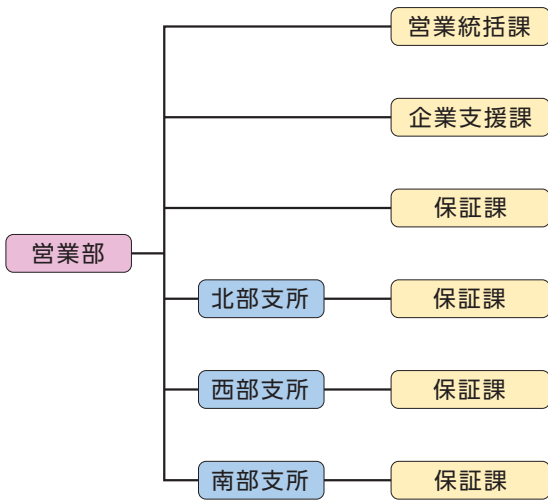 営業統括課
企業支援課
保証課
営業部
北部支所
保証課
西部支所
保証課
南部支所
保証課